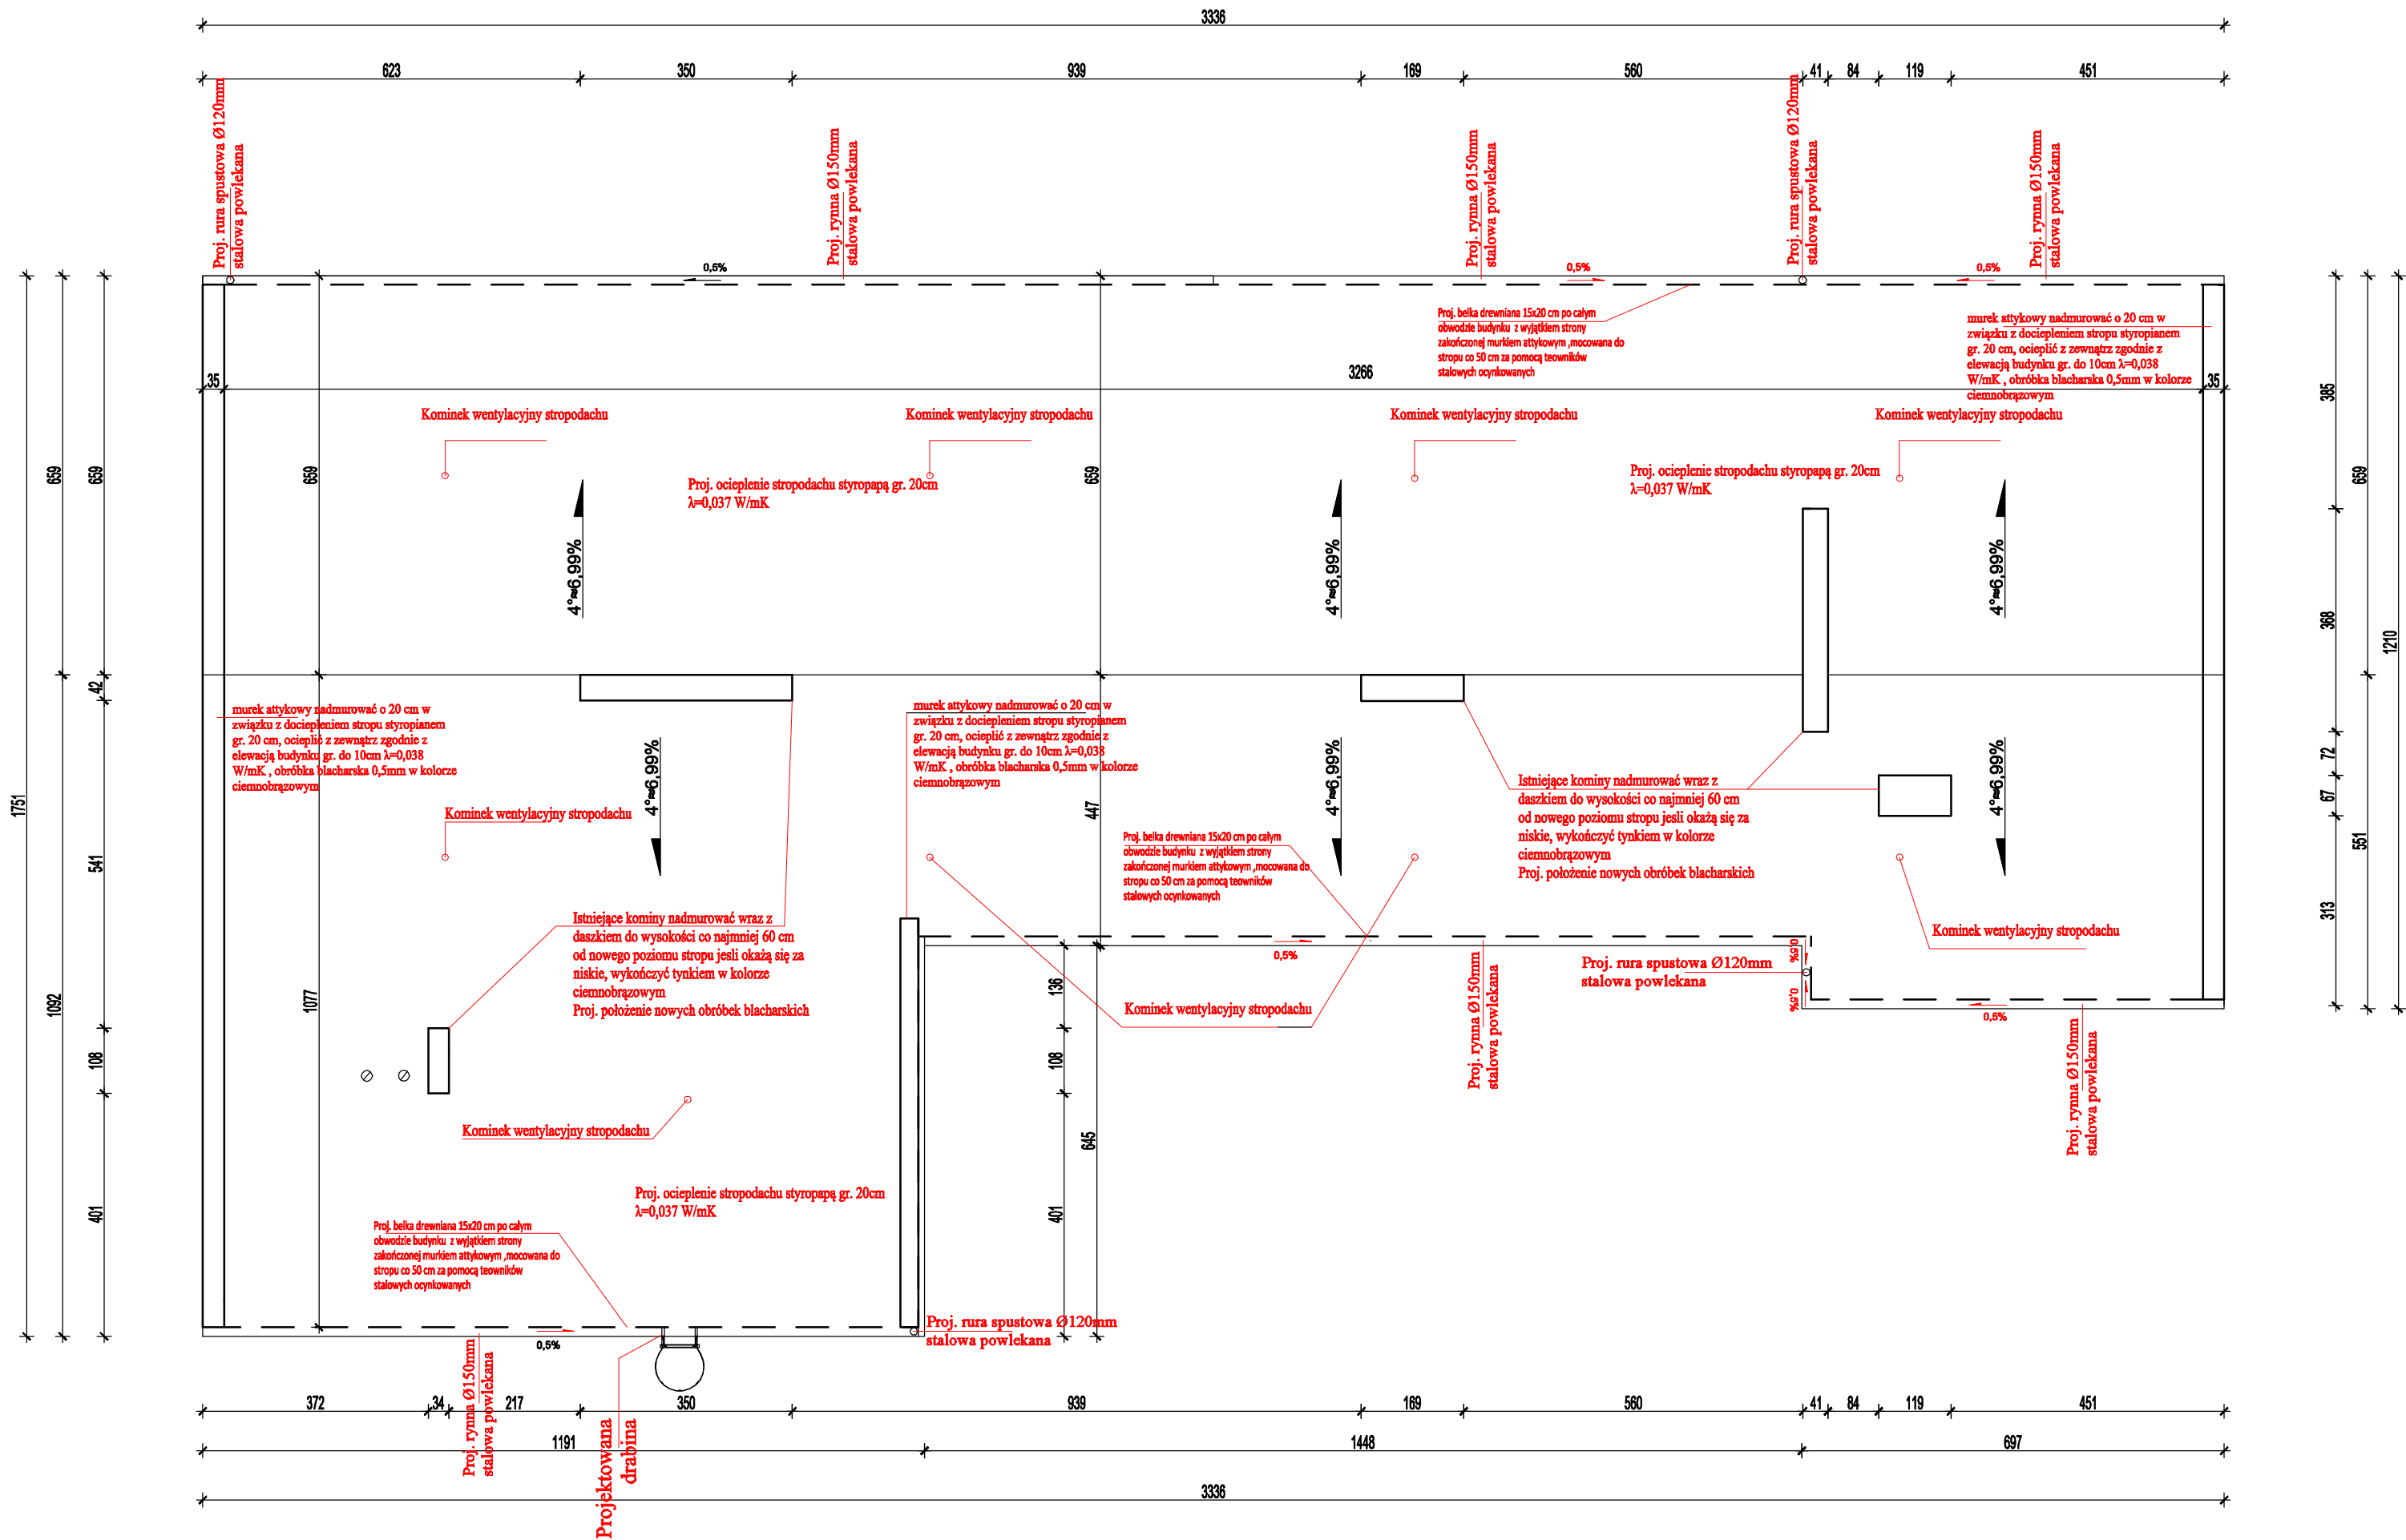 3336
623
350
939
169
560
41
84
119
451
Proj. rura spustowa Ø120mm
stalowa powlekana
Proj. rynna Ø150mm
stalowa powlekana
Proj. rynna Ø150mm
stalowa powlekana
Proj. rura spustowa Ø120mm
stalowa powlekana
Proj. rynna Ø150mm
stalowa powlekana
0,5%
0,5%
0,5%
Proj. belka drewniana 15x20 cm po całym
obwodzie budynku z wyjątkiem strony
zakończonej murkiem attykowym ,mocowana do
stropu co 50 cm za pomocą teowników
stalowych ocynkowanych
murek attykowy nadmurować o 20 cm w
związku z dociepleniem stropu styropianem
gr. 20 cm, ocieplić z zewnątrz zgodnie z
elewacją budynku gr. do 10cm λ=0,038
W/mK , obróbka blacharska 0,5mm w kolorze
ciemnobrązowym
35
3266
35
Kominek wentylacyjny stropodachu
Kominek wentylacyjny stropodachu
Kominek wentylacyjny stropodachu
Kominek wentylacyjny stropodachu
Proj. ocieplenie stropodachu styropapą gr. 20cm
λ=0,037 W/mK
Proj. ocieplenie stropodachu styropapą gr. 20cm
λ=0,037 W/mK
659
659
659
659
385
659
4°≈6,99%
4°≈6,99%
4°≈6,99%
368
1210
42
murek attykowy nadmurować o 20 cm w
związku z dociepleniem stropu styropianem
gr. 20 cm, ocieplić z zewnątrz zgodnie z
elewacją budynku gr. do 10cm λ=0,038
W/mK , obróbka blacharska 0,5mm w kolorze
ciemnobrązowym
murek attykowy nadmurować o 20 cm w
związku z dociepleniem stropu styropianem
gr. 20 cm, ocieplić z zewnątrz zgodnie z
elewacją budynku gr. do 10cm λ=0,038
W/mK , obróbka blacharska 0,5mm w kolorze
ciemnobrązowym
4°≈6,99%
4°≈6,99%
4°≈6,99%
Istniejące kominy nadmurować wraz z
daszkiem do wysokości co najmniej 60 cm
od nowego poziomu stropu jesli okażą się za
niskie, wykończyć tynkiem w kolorze
ciemnobrązowym
Proj. położenie nowych obróbek blacharskich
72
67
551
313
1751
Kominek wentylacyjny stropodachu
447
Proj. belka drewniana 15x20 cm po całym
obwodzie budynku z wyjątkiem strony
zakończonej murkiem attykowym ,mocowana do
stropu co 50 cm za pomocą teowników
stalowych ocynkowanych
541
Istniejące kominy nadmurować wraz z
daszkiem do wysokości co najmniej 60 cm
od nowego poziomu stropu jesli okażą się za
niskie, wykończyć tynkiem w kolorze
ciemnobrązowym
Proj. położenie nowych obróbek blacharskich
Kominek wentylacyjny stropodachu
0,5%
0,5%
0,5%
Proj. rura spustowa Ø120mm
stalowa powlekana
0,5%
1092
1077
136
Kominek wentylacyjny stropodachu
Proj. rynna Ø150mm
stalowa powlekana
Proj. rynna Ø150mm
stalowa powlekana
108
108
Kominek wentylacyjny stropodachu
645
401
401
Proj. ocieplenie stropodachu styropapą gr. 20cm
λ=0,037 W/mK
Proj. belka drewniana 15x20 cm po całym
obwodzie budynku z wyjątkiem strony
zakończonej murkiem attykowym ,mocowana do
stropu co 50 cm za pomocą teowników
stalowych ocynkowanych
Proj. rura spustowa Ø120mm
stalowa powlekana
0,5%
Proj. rynna Ø150mm
stalowa powlekana
Projektowana
drabina
372
34
217
350
939
169
560
41
84
119
451
1191
1448
697
3336